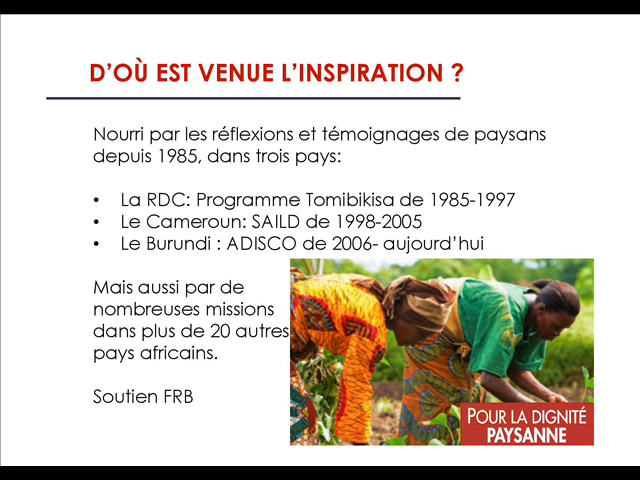 D'OÙ EST VENUE L'INSPIRATION ?
Nourri par les réflexions et témoignages de paysans
depuis 1985, dans trois pays:
• La RDC: Programme Tomibikisa de 1985-1997
• Le Cameroun: SAILD de 1998-2005
• Le Burundi : ADISCO de 2006- aujourd'hui
Mais aussi par de
nombreuses missions
dans plus de 20 autres
pays africains.
Soutien FRB
POUR LA DIGNITÉ
PAYSANNE